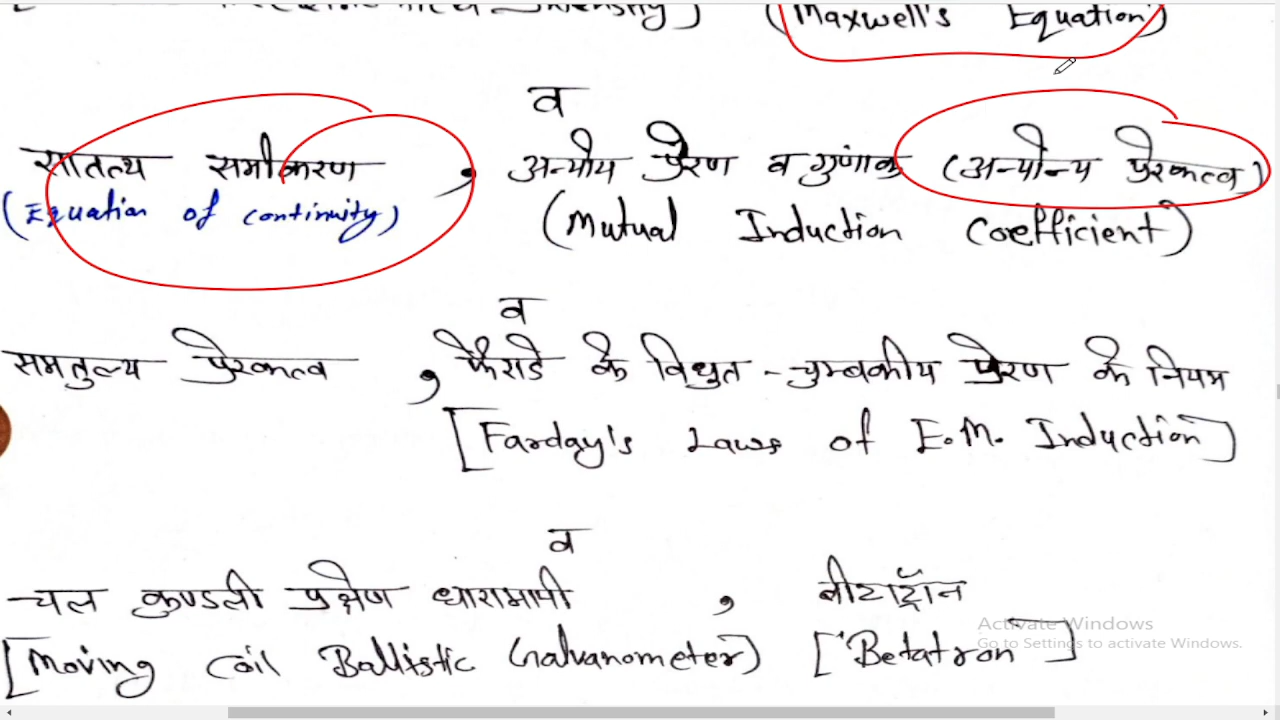 (Maxwell's Equation)
व
सातत्य समीकरण , अन्योय प्रेरण व गुणांक (अन्योन्य प्रेरकत्व)
(Equation of continuity) (Mutual Induction Coefficient)
व
समतुल्य प्रेरकत्व , फैराडे के विधुत - चुम्बकीय प्रेरण के नियम
[Farday's Laws of E.M. Induction]
व
चल कुण्डली प्रक्षेण धारामापी , बीटाट्रॉन
[Moving Coil Ballistic Galvanometer) [Betatron]
Activate Windows
Go to Settings to activate Windows.